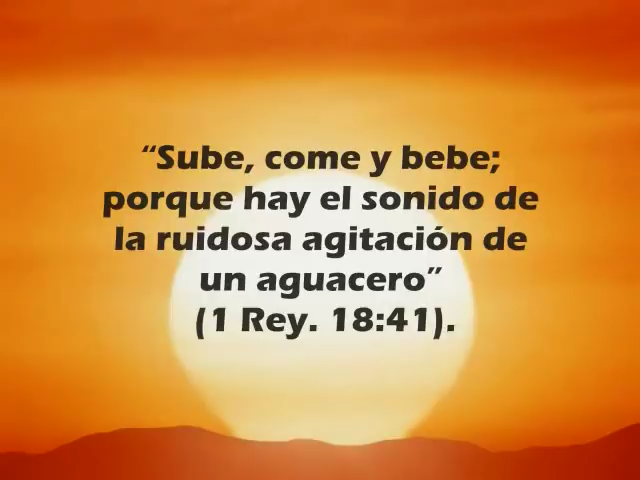 “Sube, come y bebe;
porque hay el sonido de
la ruidosa agitación de
un aguacero”
(1 Rey. 18:41).